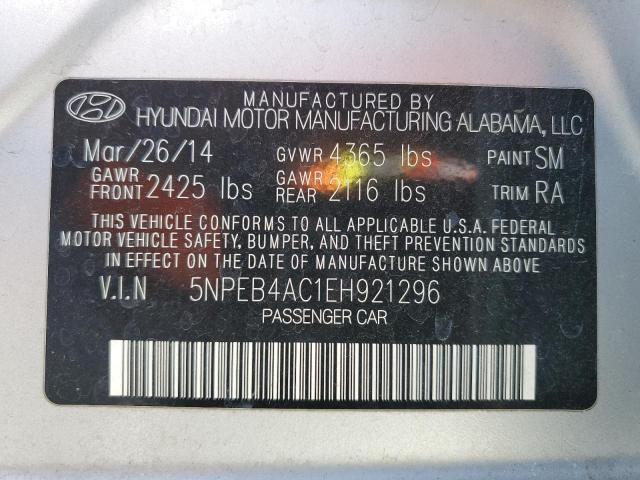 MANUFACTURED BY
HYUNDAI MOTOR MANUFACTURING ALABAMA, LLC
Mar/26/14 GVWR 4365 lbs PAINT SM
GAWR FRONT 2425 lbs GAWR REAR 2116 lbs TRIM RA
THIS VEHICLE CONFORMS TO ALL APPLICABLE U.S.A. FEDERAL
MOTOR VEHICLE SAFETY, BUMPER, AND THEFT PREVENTION STANDARDS
IN EFFECT ON THE DATE OF MANUFACTURE SHOWN ABOVE.
V.I.N 5NPEB4AC1EH921296
PASSENGER CAR